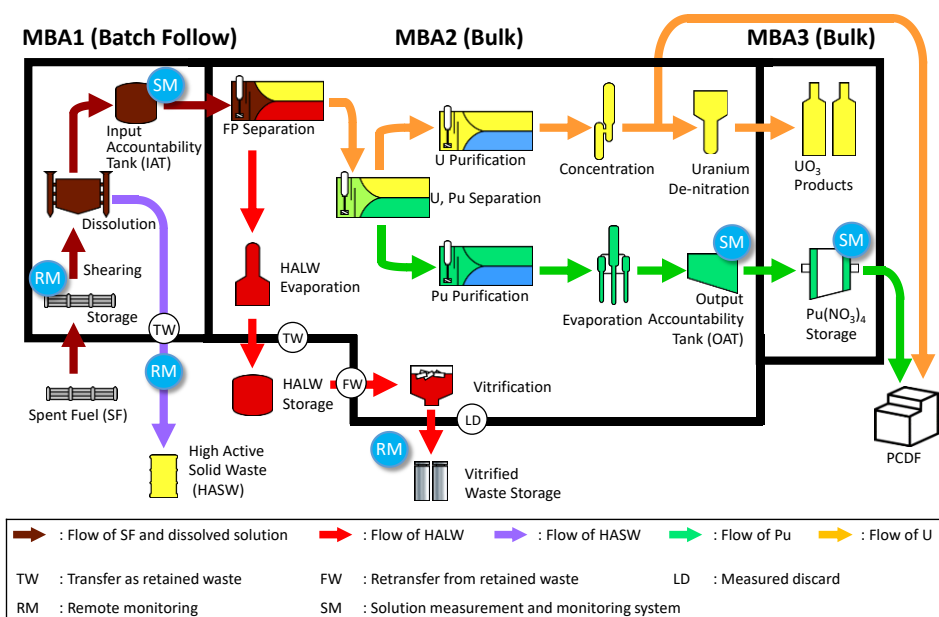 MBA1 (Batch Follow)
MBA2 (Bulk)
MBA3 (Bulk)
SM
Input
Accountability
Tank (IAT)
FP Separation
U Purification
Concentration
Uranium
De-nitration
UO3
Products
Dissolution
U, Pu Separation
RM
Shearing
Storage
HALW
Evaporation
Pu Purification
Evaporation
SM
Output
Accountability
Tank (OAT)
SM
Pu(NO3)4
Storage
TW
TW
RM
Spent Fuel (SF)
HALW
Storage
FW
Vitrification
LD
PCDF
High Active
Solid Waste
(HASW)
RM
Vitrified
Waste Storage
: Flow of SF and dissolved solution
: Flow of HALW
: Flow of HASW
: Flow of Pu
: Flow of U
TW : Transfer as retained waste
FW : Retransfer from retained waste
LD : Measured discard
RM : Remote monitoring
SM : Solution measurement and monitoring system